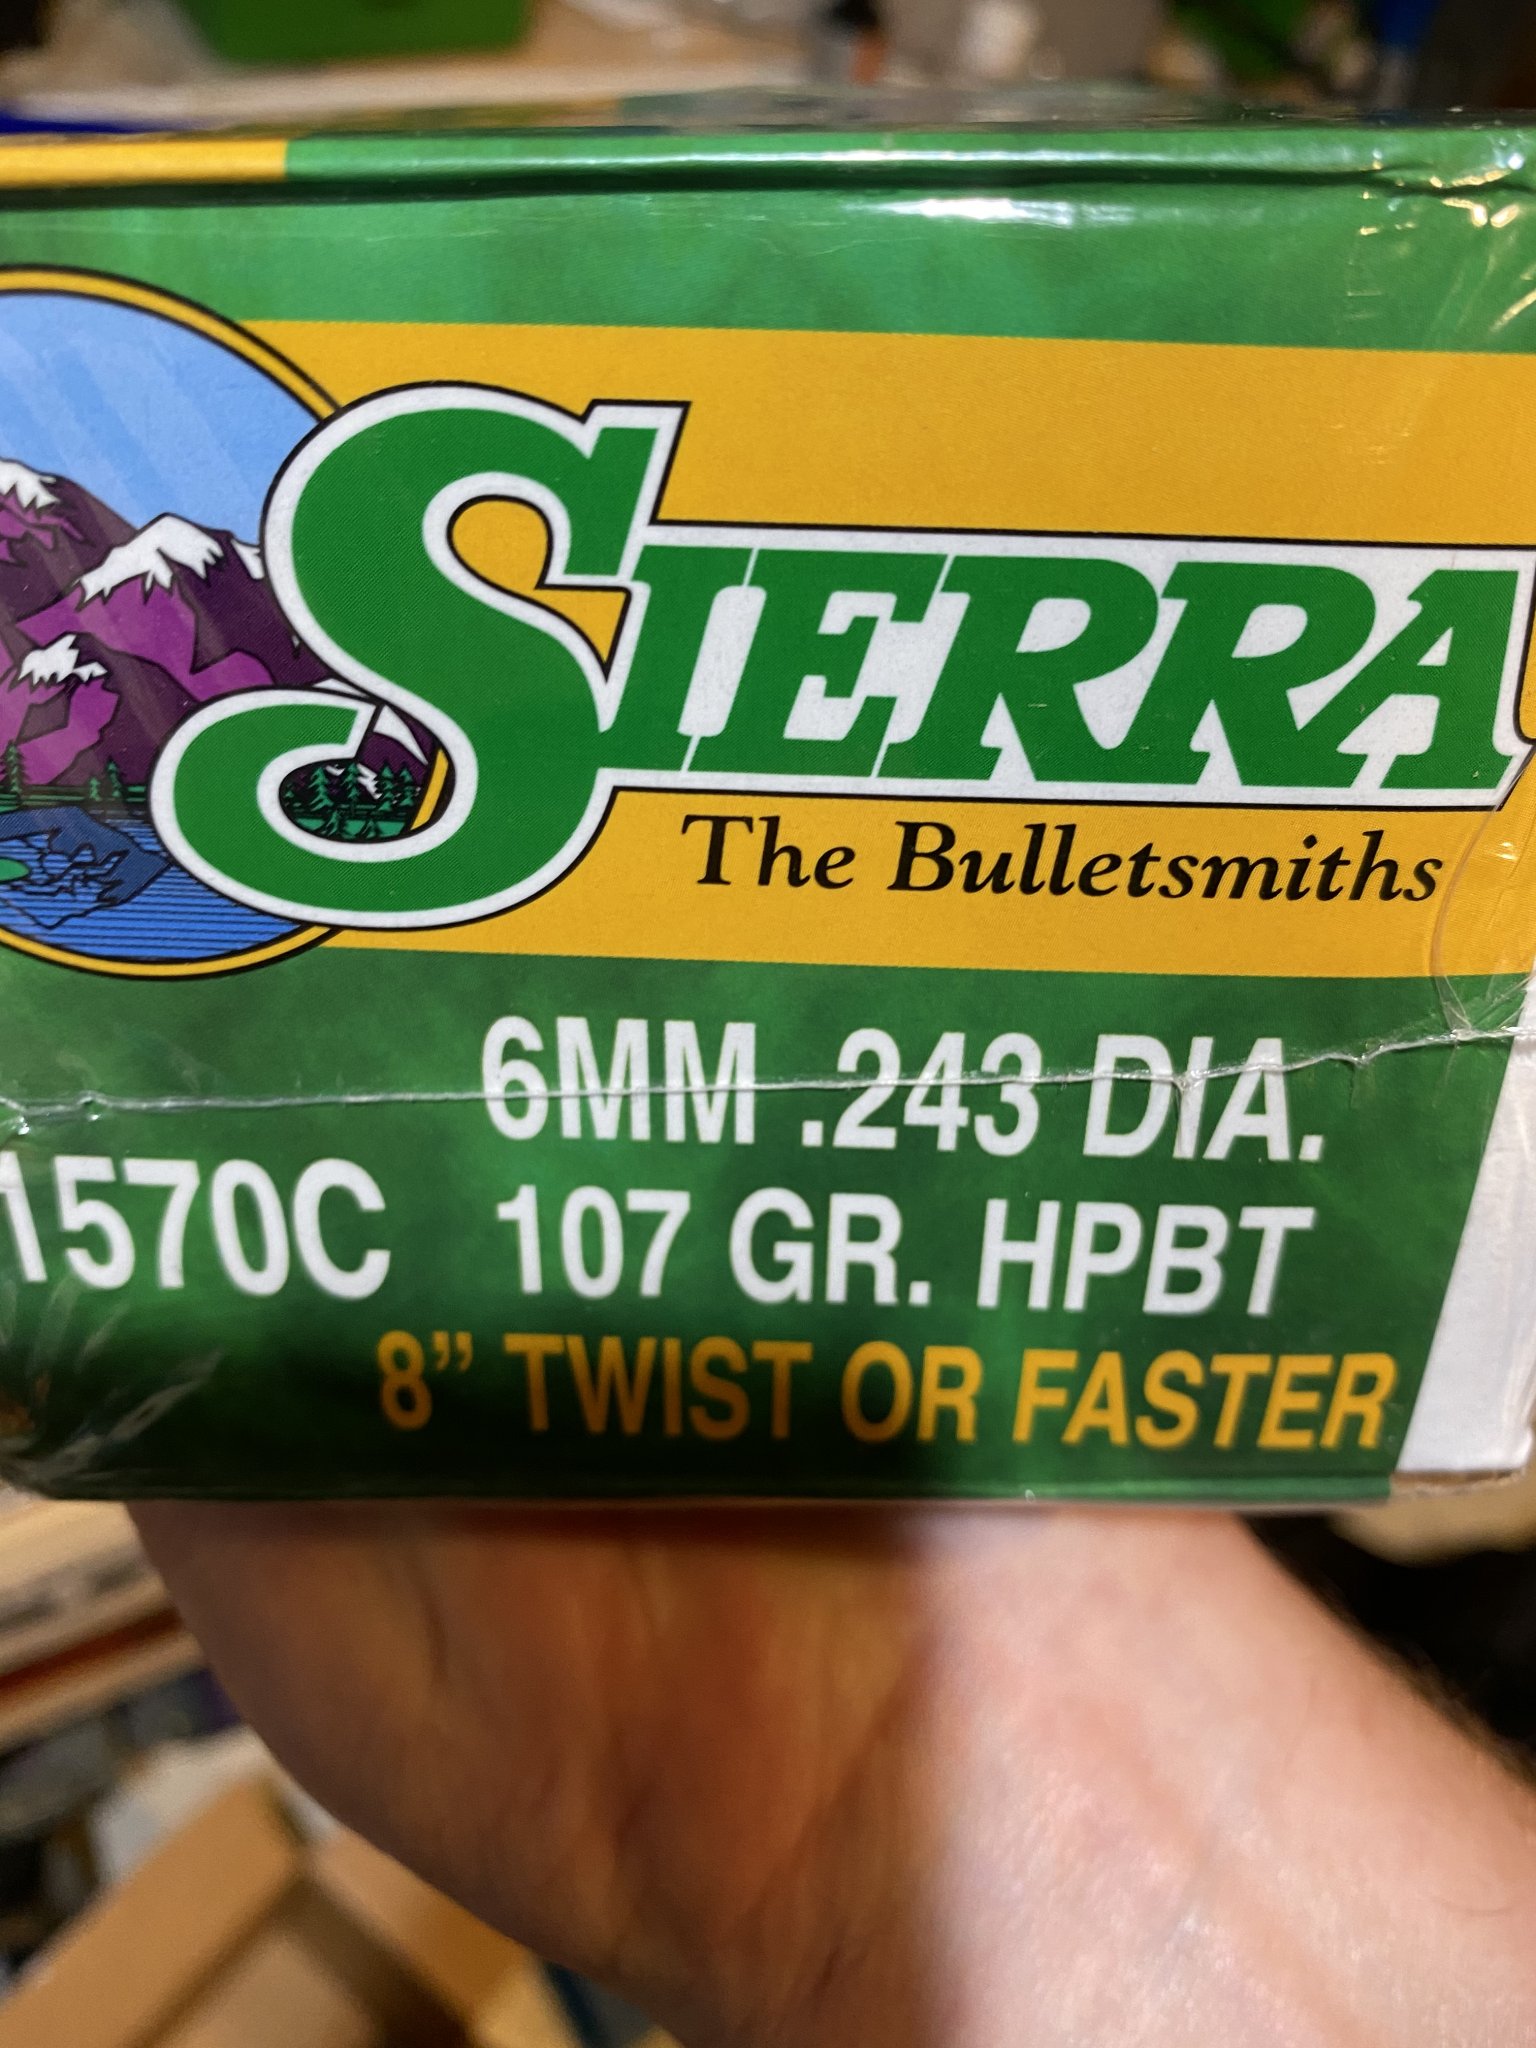 SIERRA
The Bulletsmiths
6MM .243 DIA.
1570C 107 GR. HPBT
8” TWIST OR FASTER